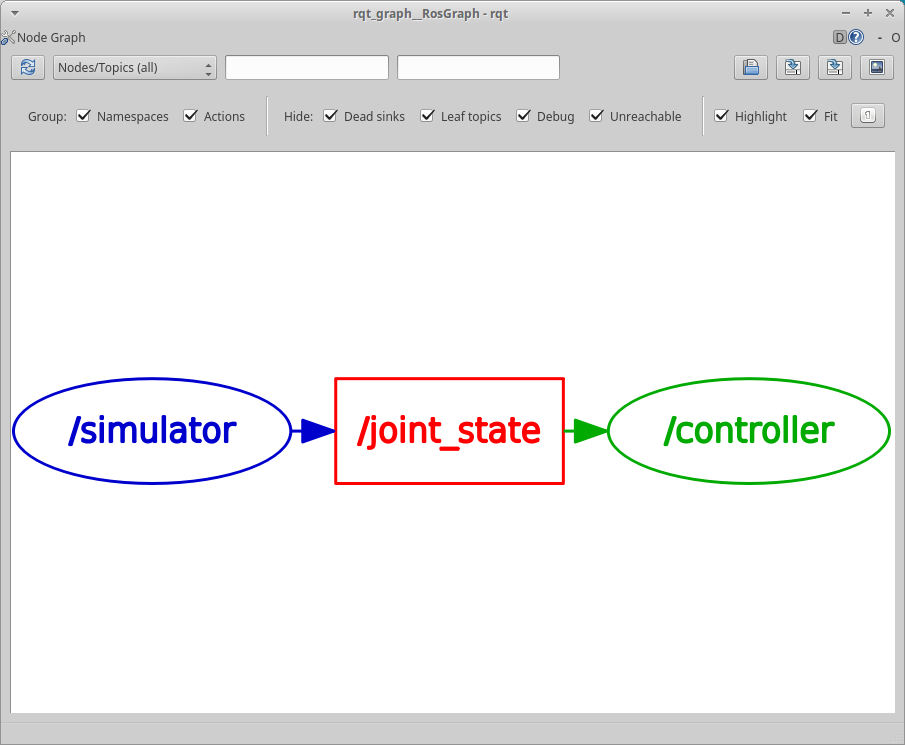 rqt_graph__RosGraph - rqt
Node Graph
D ? - O
Nodes/Topics (all)
Group: Namespaces Actions Hide: Dead sinks Leaf topics Debug Unreachable Highlight Fit
/simulator /joint_state /controller